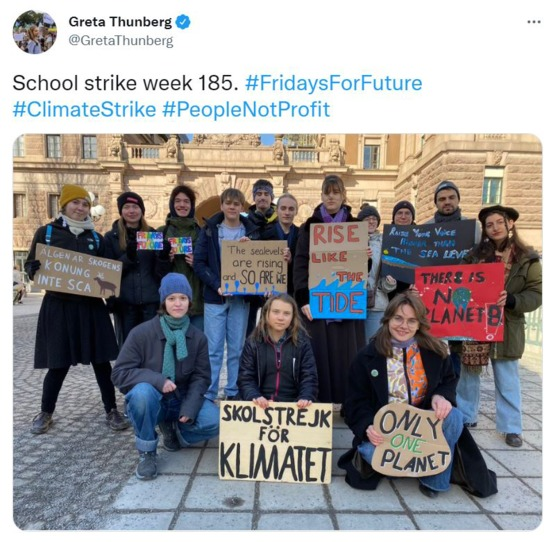 Greta Thunberg
@GretaThunberg
School strike week 185. #FridaysForFuture
#ClimateStrike #PeopleNotProfit
ÄLGEN ÄR SKOGENS
KONUNG
INTE SCA
The sealevels
are rising
and SO ARE WE
RISE
LIKE
THE
TIDE
RAISE YOUR VOICE
THE SEA LEVEL
THERE IS
NO
PLANET B
SKOLSTREJK
FÖR
KLIMATET
ONLY
ONE
PLANET